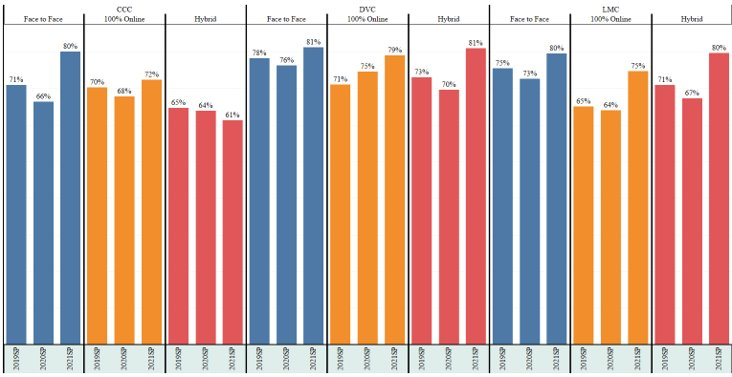 CCC DVC LMC
Face to Face 100% Online Hybrid Face to Face 100% Online Hybrid Face to Face 100% Online Hybrid
71% 66% 80% 70% 68% 72% 65% 64% 61% 78% 76% 81% 71% 75% 79% 73% 70% 81% 75% 73% 80% 65% 64% 75% 71% 67% 80%
2019SP 2020SP 2021SP 2019SP 2020SP 2021SP 2019SP 2020SP 2021SP 2019SP 2020SP 2021SP 2019SP 2020SP 2021SP 2019SP 2020SP 2021SP 2019SP 2020SP 2021SP 2019SP 2020SP 2021SP 2019SP 2020SP 2021SP